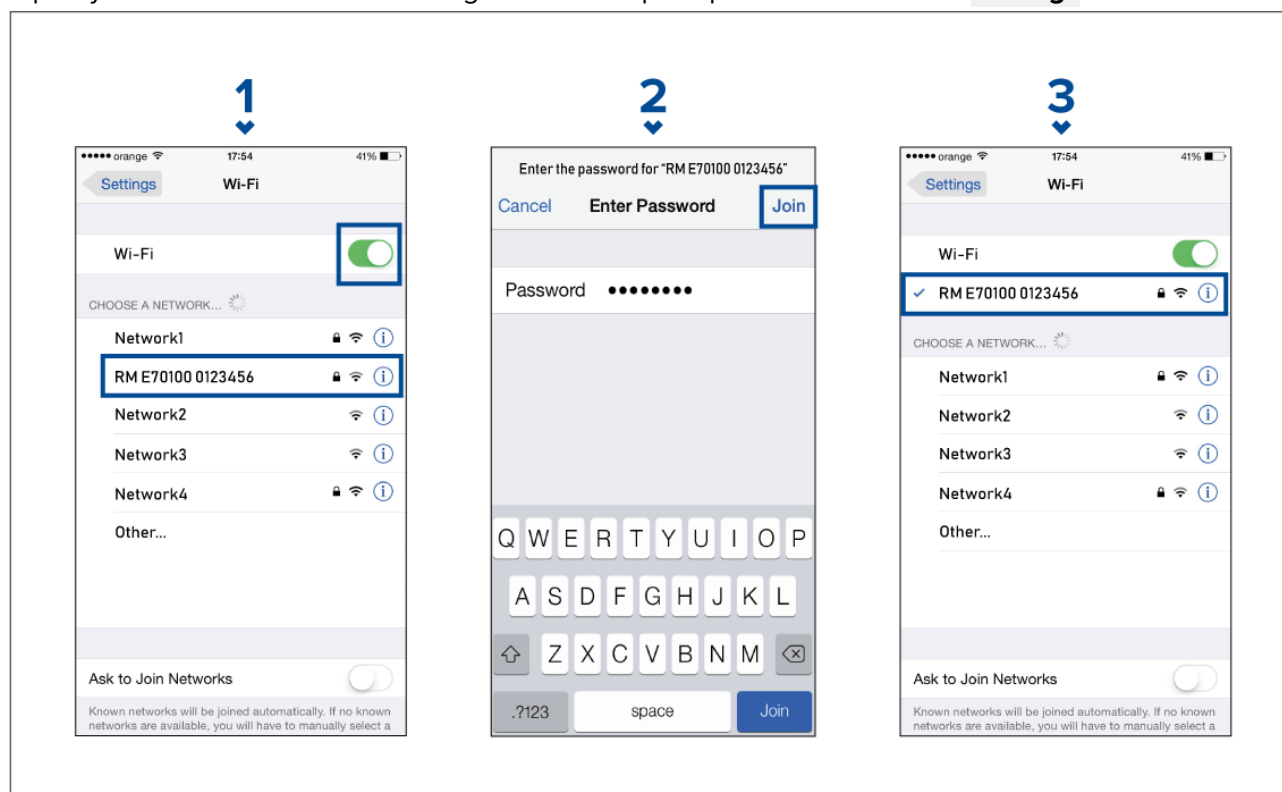 1
2
3
••••• orange 17:54 41%
Settings Wi-Fi
Wi-Fi
CHOOSE A NETWORK...
Network1
RM E70100 0123456
Network2
Network3
Network4
Other...
Ask to Join Networks
Known networks will be joined automatically. If no known
networks are available, you will have to manually select a
Enter the password for “RM E70100 0123456”
Cancel Enter Password Join
Password ••••••••
Q W E R T Y U I O P
A S D F G H J K L
Z X C V B N M
.?123 space Join
••••• orange 17:54 41%
Settings Wi-Fi
Wi-Fi
RM E70100 0123456
CHOOSE A NETWORK...
Network1
Network2
Network3
Network4
Other...
Ask to Join Networks
Known networks will be joined automatically. If no known
networks are available, you will have to manually select a